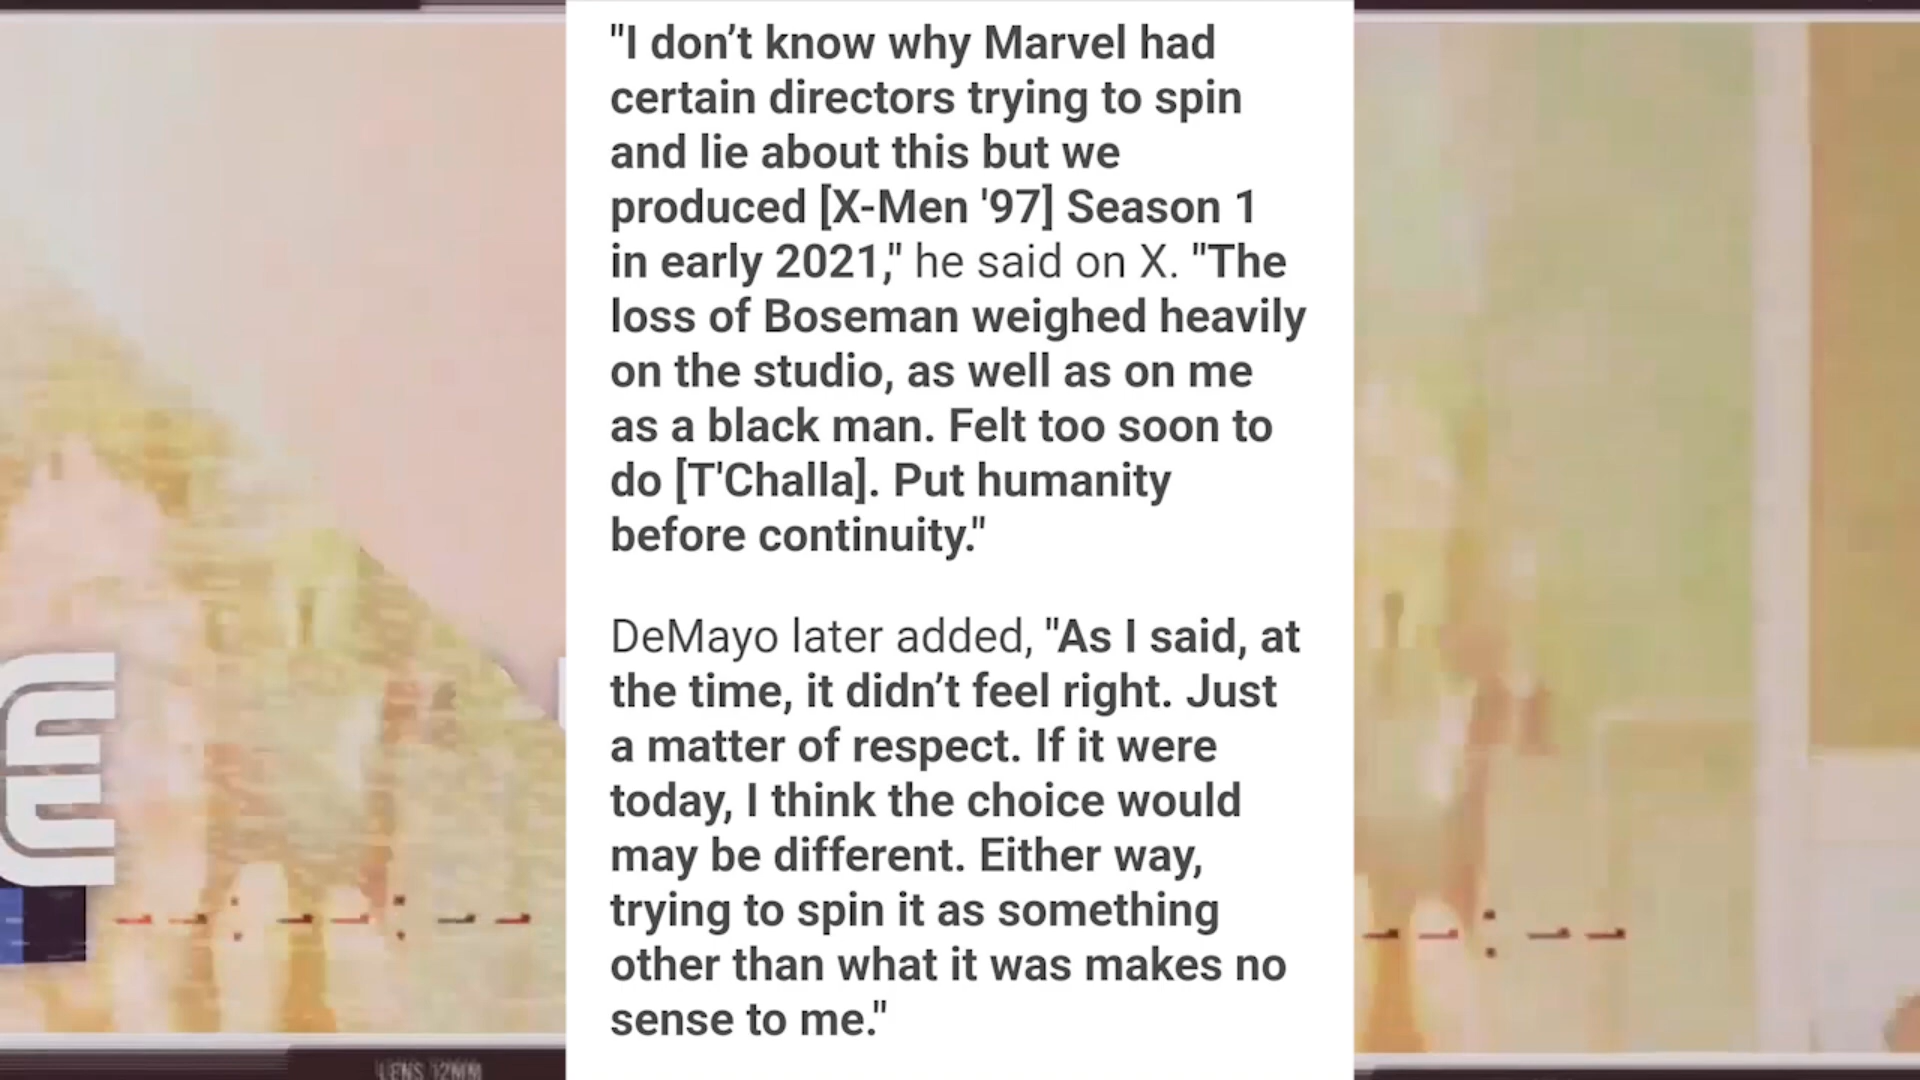 "I don’t know why Marvel had
certain directors trying to spin
and lie about this but we
produced [X-Men '97] Season 1
in early 2021," he said on X. "The
loss of Boseman weighed heavily
on the studio, as well as on me
as a black man. Felt too soon to
do [T'Challa]. Put humanity
before continuity."
DeMayo later added, "As I said, at
the time, it didn’t feel right. Just
a matter of respect. If it were
today, I think the choice would
may be different. Either way,
trying to spin it as something
other than what it was makes no
sense to me."
LENS 12MM